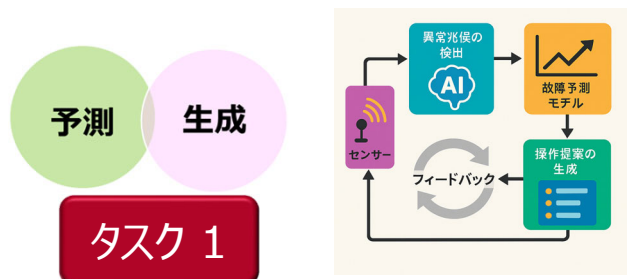 予測
生成
タスク 1
異常兆候の
検出
AI
故障予測
モデル
センサー
操作提案の
生成
フィードバック